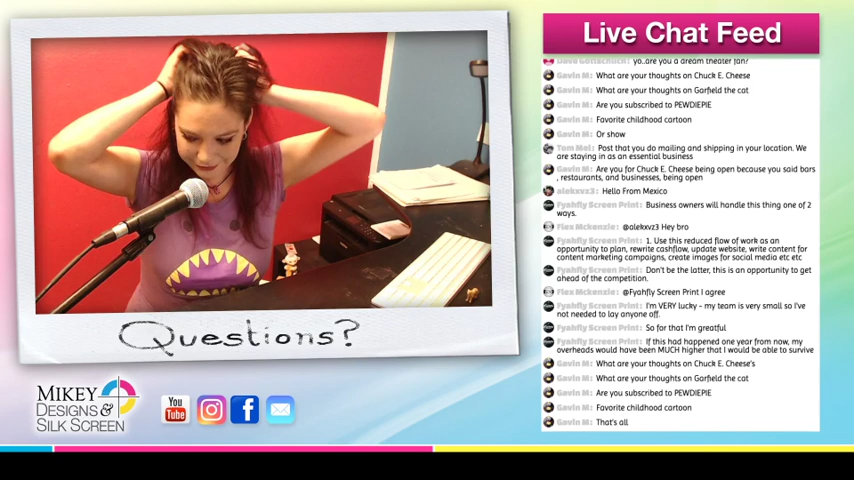 Live Chat Feed
Dave Gottschlich: yo..are you a dream theater fan?
Gavin M: What are your thoughts on Chuck E. Cheese
Gavin M: What are your thoughts on Garfield the cat
Gavin M: Are you subscribed to PEWDIEPIE
Gavin M: Favorite childhood cartoon
Gavin M: Or show
Tom Mel: Post that you do mailing and shipping in your location. We
are staying in as an essential business
Gavin M: Are you for Chuck E. Cheese being open because you said bars
, restaurants, and businesses, being open
alekxvz3: Hello From Mexico
Fyahfly Screen Print: Business owners will handle this thing one of 2
ways.
Flex Mckenzie: @alekxvz3 Hey bro
Fyahfly Screen Print: 1. Use this reduced flow of work as an
opportunity to plan, rewrite cashflow, update website, write content for
content marketing campaigns, create images for social media etc etc
Fyahfly Screen Print: Don't be the latter, this is an opportunity to get
ahead of the competition.
Flex Mckenzie: @Fyahfly Screen Print I agree
Fyahfly Screen Print: I'm VERY lucky - my team is very small so I've
not needed to lay anyone off.
Fyahfly Screen Print: So for that I'm greatful
Fyahfly Screen Print: If this had happened one year from now, my
overheads would have been MUCH higher that I would be able to survive
Gavin M: What are your thoughts on Chuck E. Cheese's
Gavin M: What are your thoughts on Garfield the cat
Gavin M: Are you subscribed to PEWDIEPIE
Gavin M: Favorite childhood cartoon
Gavin M: That's all
Questions?
MIKEY
DESIGNS &
SILK SCREEN
You
Tube